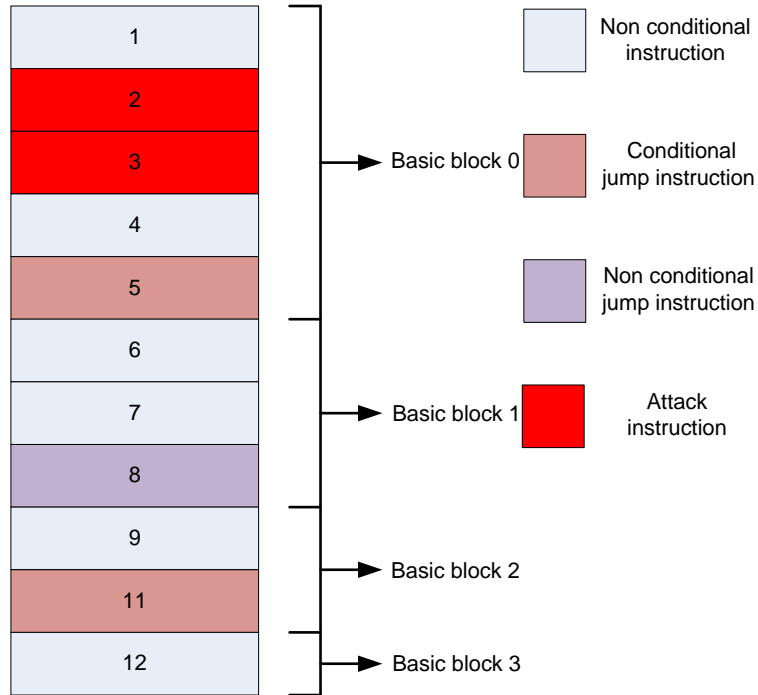 1
2
3
4
5
6
7
8
9
11
12
Basic block 0
Basic block 1
Basic block 2
Basic block 3
Non conditional
instruction
Conditional
jump instruction
Non conditional
jump instruction
Attack
instruction